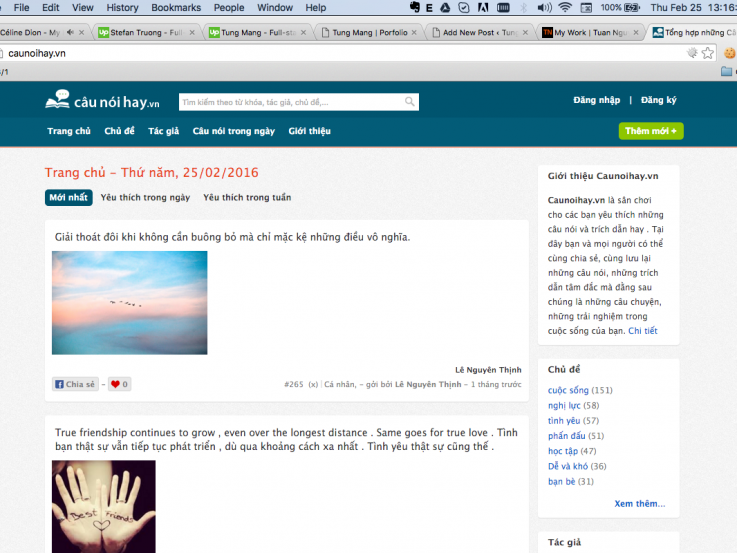 File Edit View History Bookmarks People Window Help
100%
Thu Feb 25 13:16:
Céline Dion - My
Stefan Truong - Full
Tung Mang - Full-sta
Tung Mang | Porfolio
Add New Post ‹ Tung
My Work | Tuan Ngu
Tổng hợp những Câ
caunoihay.vn
câu nói hay.vn
Tìm kiếm theo từ khóa, tác giả, chủ đề,...
Đăng nhập | Đăng ký
Trang chủ Chủ đề Tác giả Câu nói trong ngày Giới thiệu
Thêm mới +
Trang chủ – Thứ năm, 25/02/2016
Mới nhất Yêu thích trong ngày Yêu thích trong tuần
Giải thoát đôi khi không cần buông bỏ mà chỉ mặc kệ những điều vô nghĩa.
Lê Nguyên Thịnh
Chia sẻ – 0
#265 (x) | Cá nhân, – gởi bởi Lê Nguyên Thịnh – 1 tháng trước
True friendship continues to grow , even over the longest distance . Same goes for true love . Tình
bạn thật sự vẫn tiếp tục phát triển , dù qua khoảng cách xa nhất . Tình yêu thật sự cũng thế .
Best Friends
Giới thiệu Caunoihay.vn
Caunoihay.vn là sân chơi
cho các bạn yêu thích những
câu nói và trích dẫn hay . Tại
đây bạn và mọi người có thể
cùng chia sẻ, cùng lưu lại
những câu nói, những trích
dẫn tâm đắc mà đằng sau
chúng là những câu chuyện,
những trải nghiệm trong
cuộc sống của bạn. Chi tiết
Chủ đề
cuộc sống (151)
nghị lực (58)
tình yêu (57)
phấn đấu (51)
học tập (47)
Dễ và khó (36)
bạn bè (31)
Xem thêm...
Tác giả